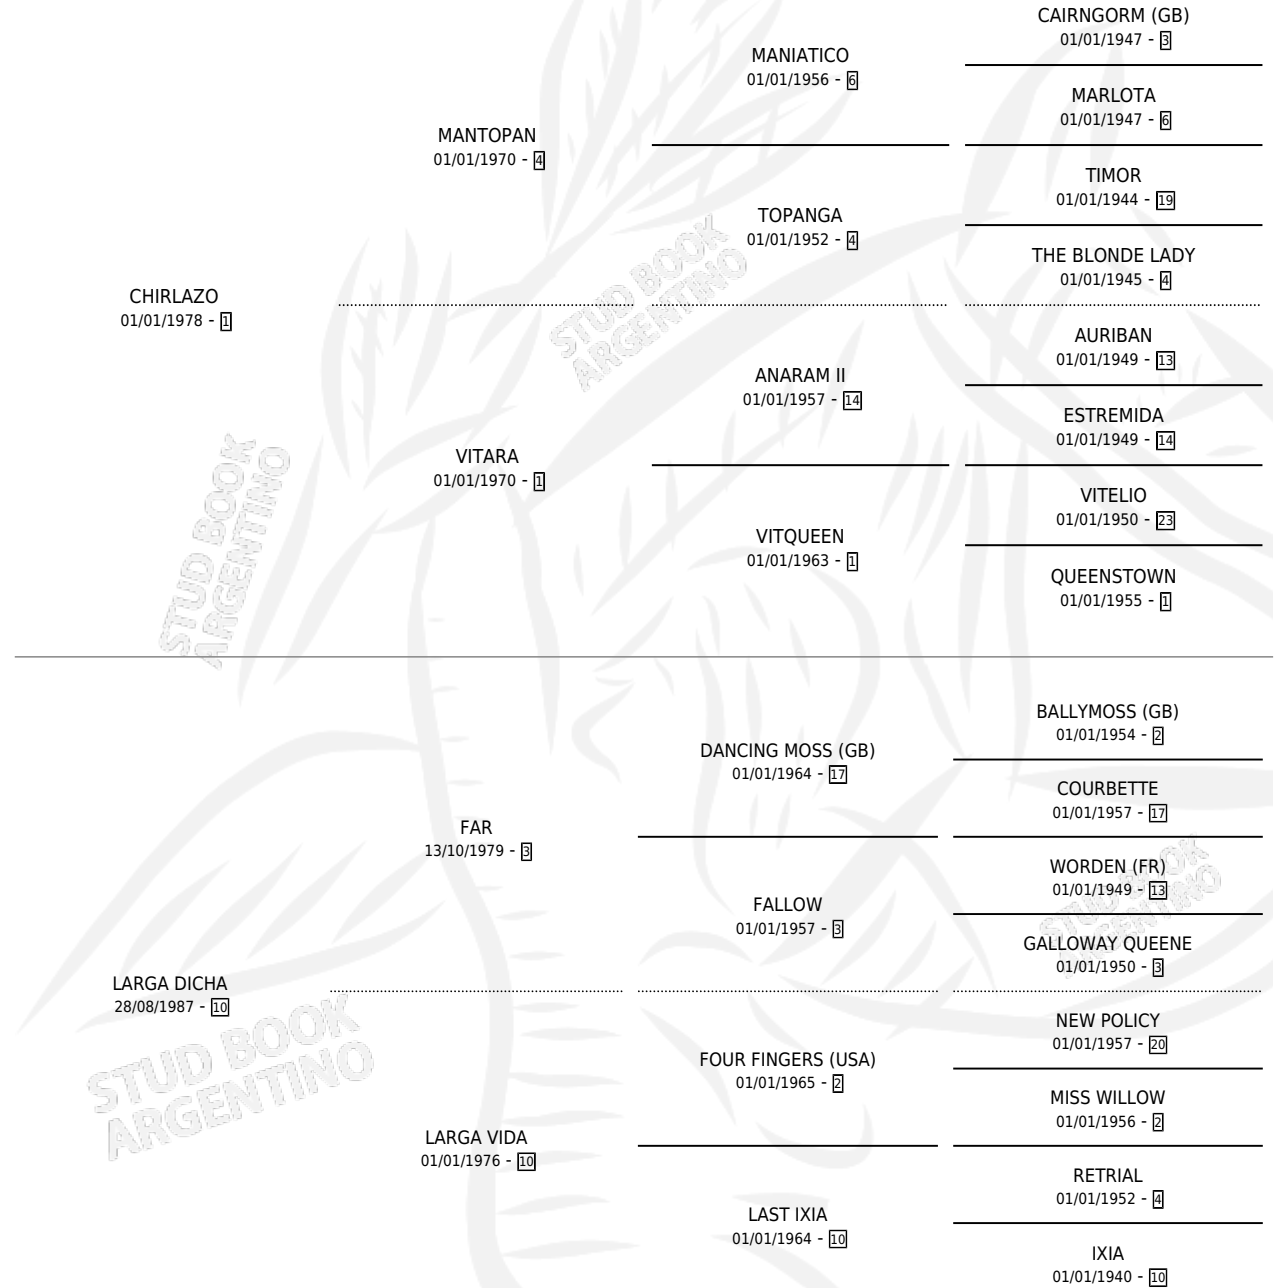 CAIRNGORM (GB)
01/01/1947 - 3
MANIATICO
01/01/1956 - 6
MARLOTA
01/01/1947 - 6
MANTOPAN
01/01/1970 - 4
TIMOR
01/01/1944 - 19
TOPANGA
01/01/1952 - 4
THE BLONDE LADY
01/01/1945 - 4
CHIRLAZO
01/01/1978 - 1
STUD BOOK
ARGENTINO
AURIBAN
01/01/1949 - 13
ANARAM II
01/01/1957 - 14
ESTREMIDA
01/01/1949 - 14
VITARA
01/01/1970 - 1
VITELIO
01/01/1950 - 23
VITQUEEN
01/01/1963 - 1
QUEENSTOWN
01/01/1955 - 1
STUD BOOK
ARGENTINO
BALLYMOSS (GB)
01/01/1954 - 2
DANCING MOSS (GB)
01/01/1964 - 17
COURBETTE
01/01/1957 - 17
FAR
13/10/1979 - 3
WORDEN (FR)
01/01/1949 - 13
FALLOW
01/01/1957 - 3
STUD BOOK
ARGENTINO
GALLOWAY QUEENE
01/01/1950 - 3
LARGA DICHA
28/08/1987 - 10
NEW POLICY
01/01/1957 - 20
FOUR FINGERS (USA)
01/01/1965 - 2
STUD BOOK
ARGENTINO
MISS WILLOW
01/01/1956 - 2
LARGA VIDA
01/01/1976 - 10
RETRIAL
01/01/1952 - 4
LAST IXIA
01/01/1964 - 10
IXIA
01/01/1940 - 10